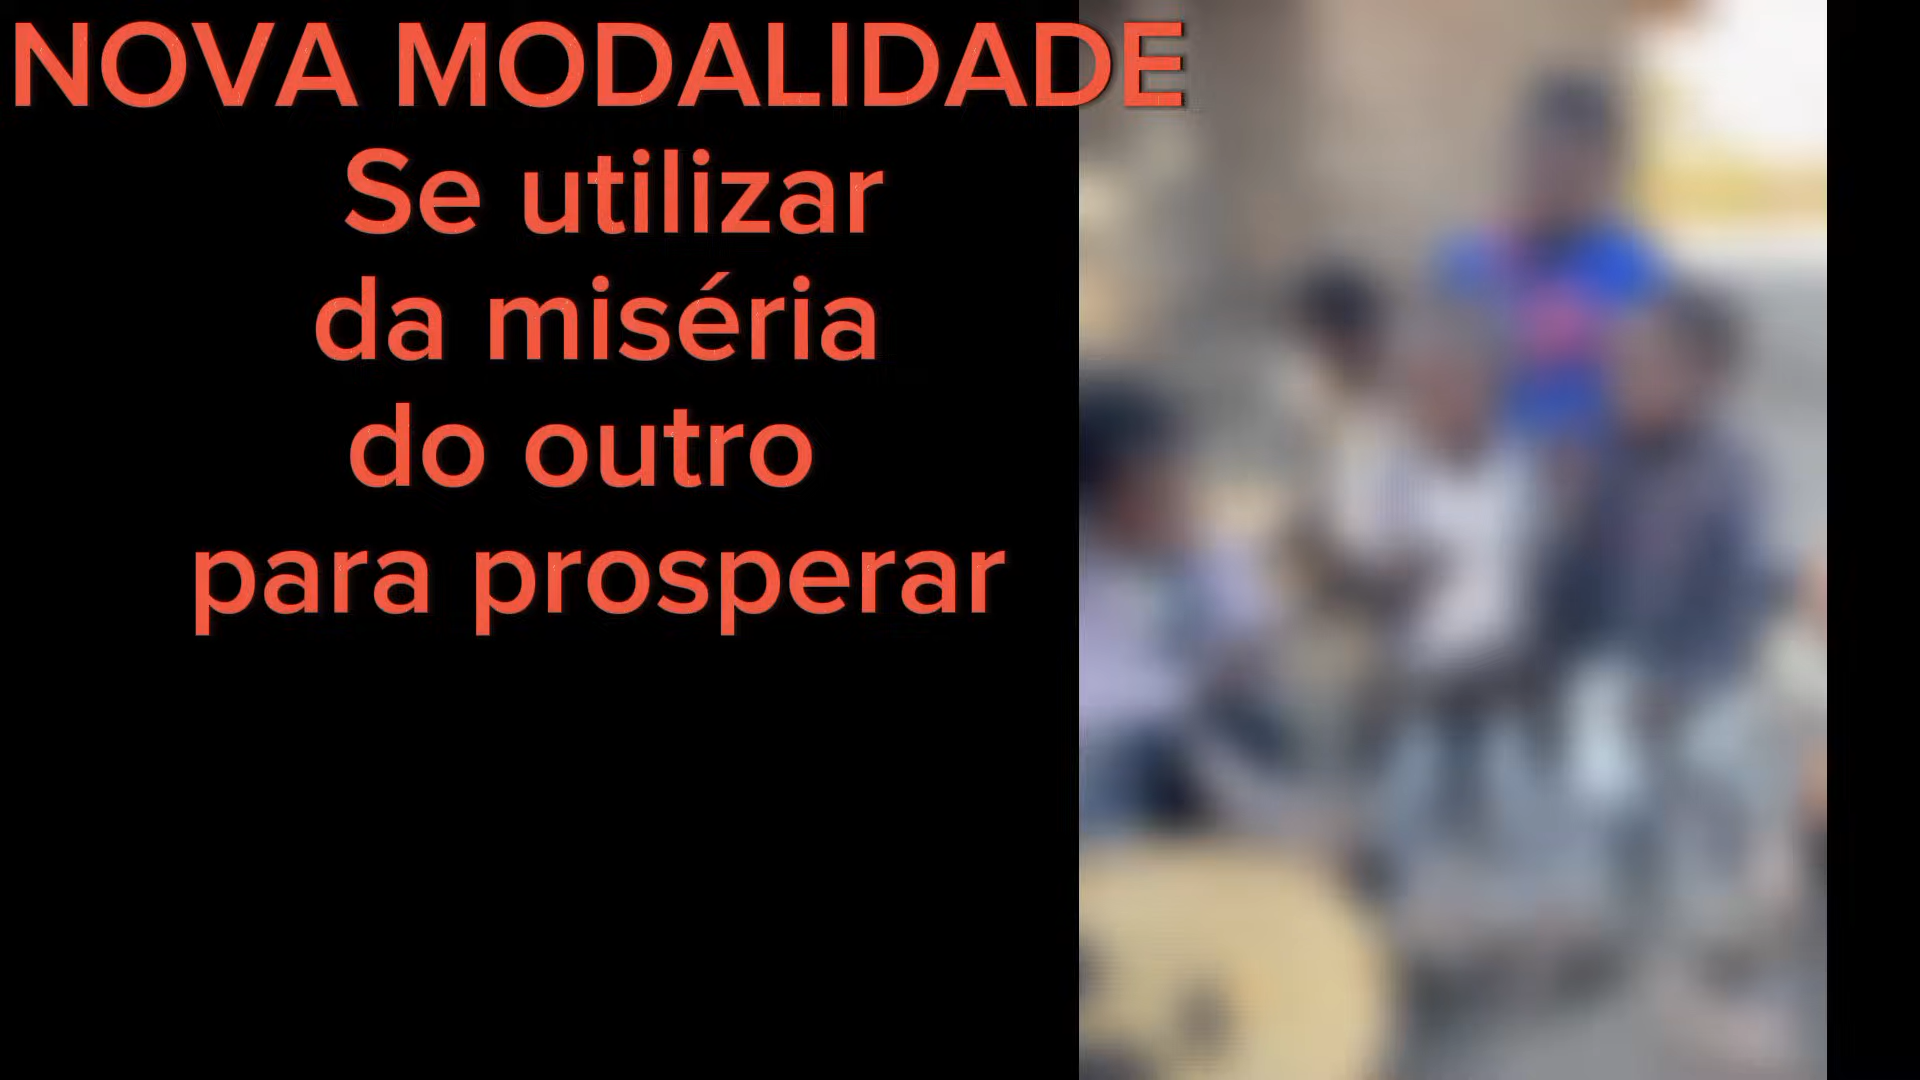 NOVA MODALIDADE
Se utilizar
da miséria
do outro
para prosperar